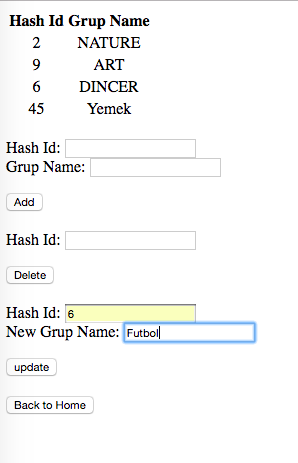 Hash Id Grup Name
2 NATURE
9 ART
6 DINCER
45 Yemek
Hash Id:
Grup Name:
Add
Hash Id:
Delete
Hash Id: 6
New Grup Name: Futbol
update
Back to Home